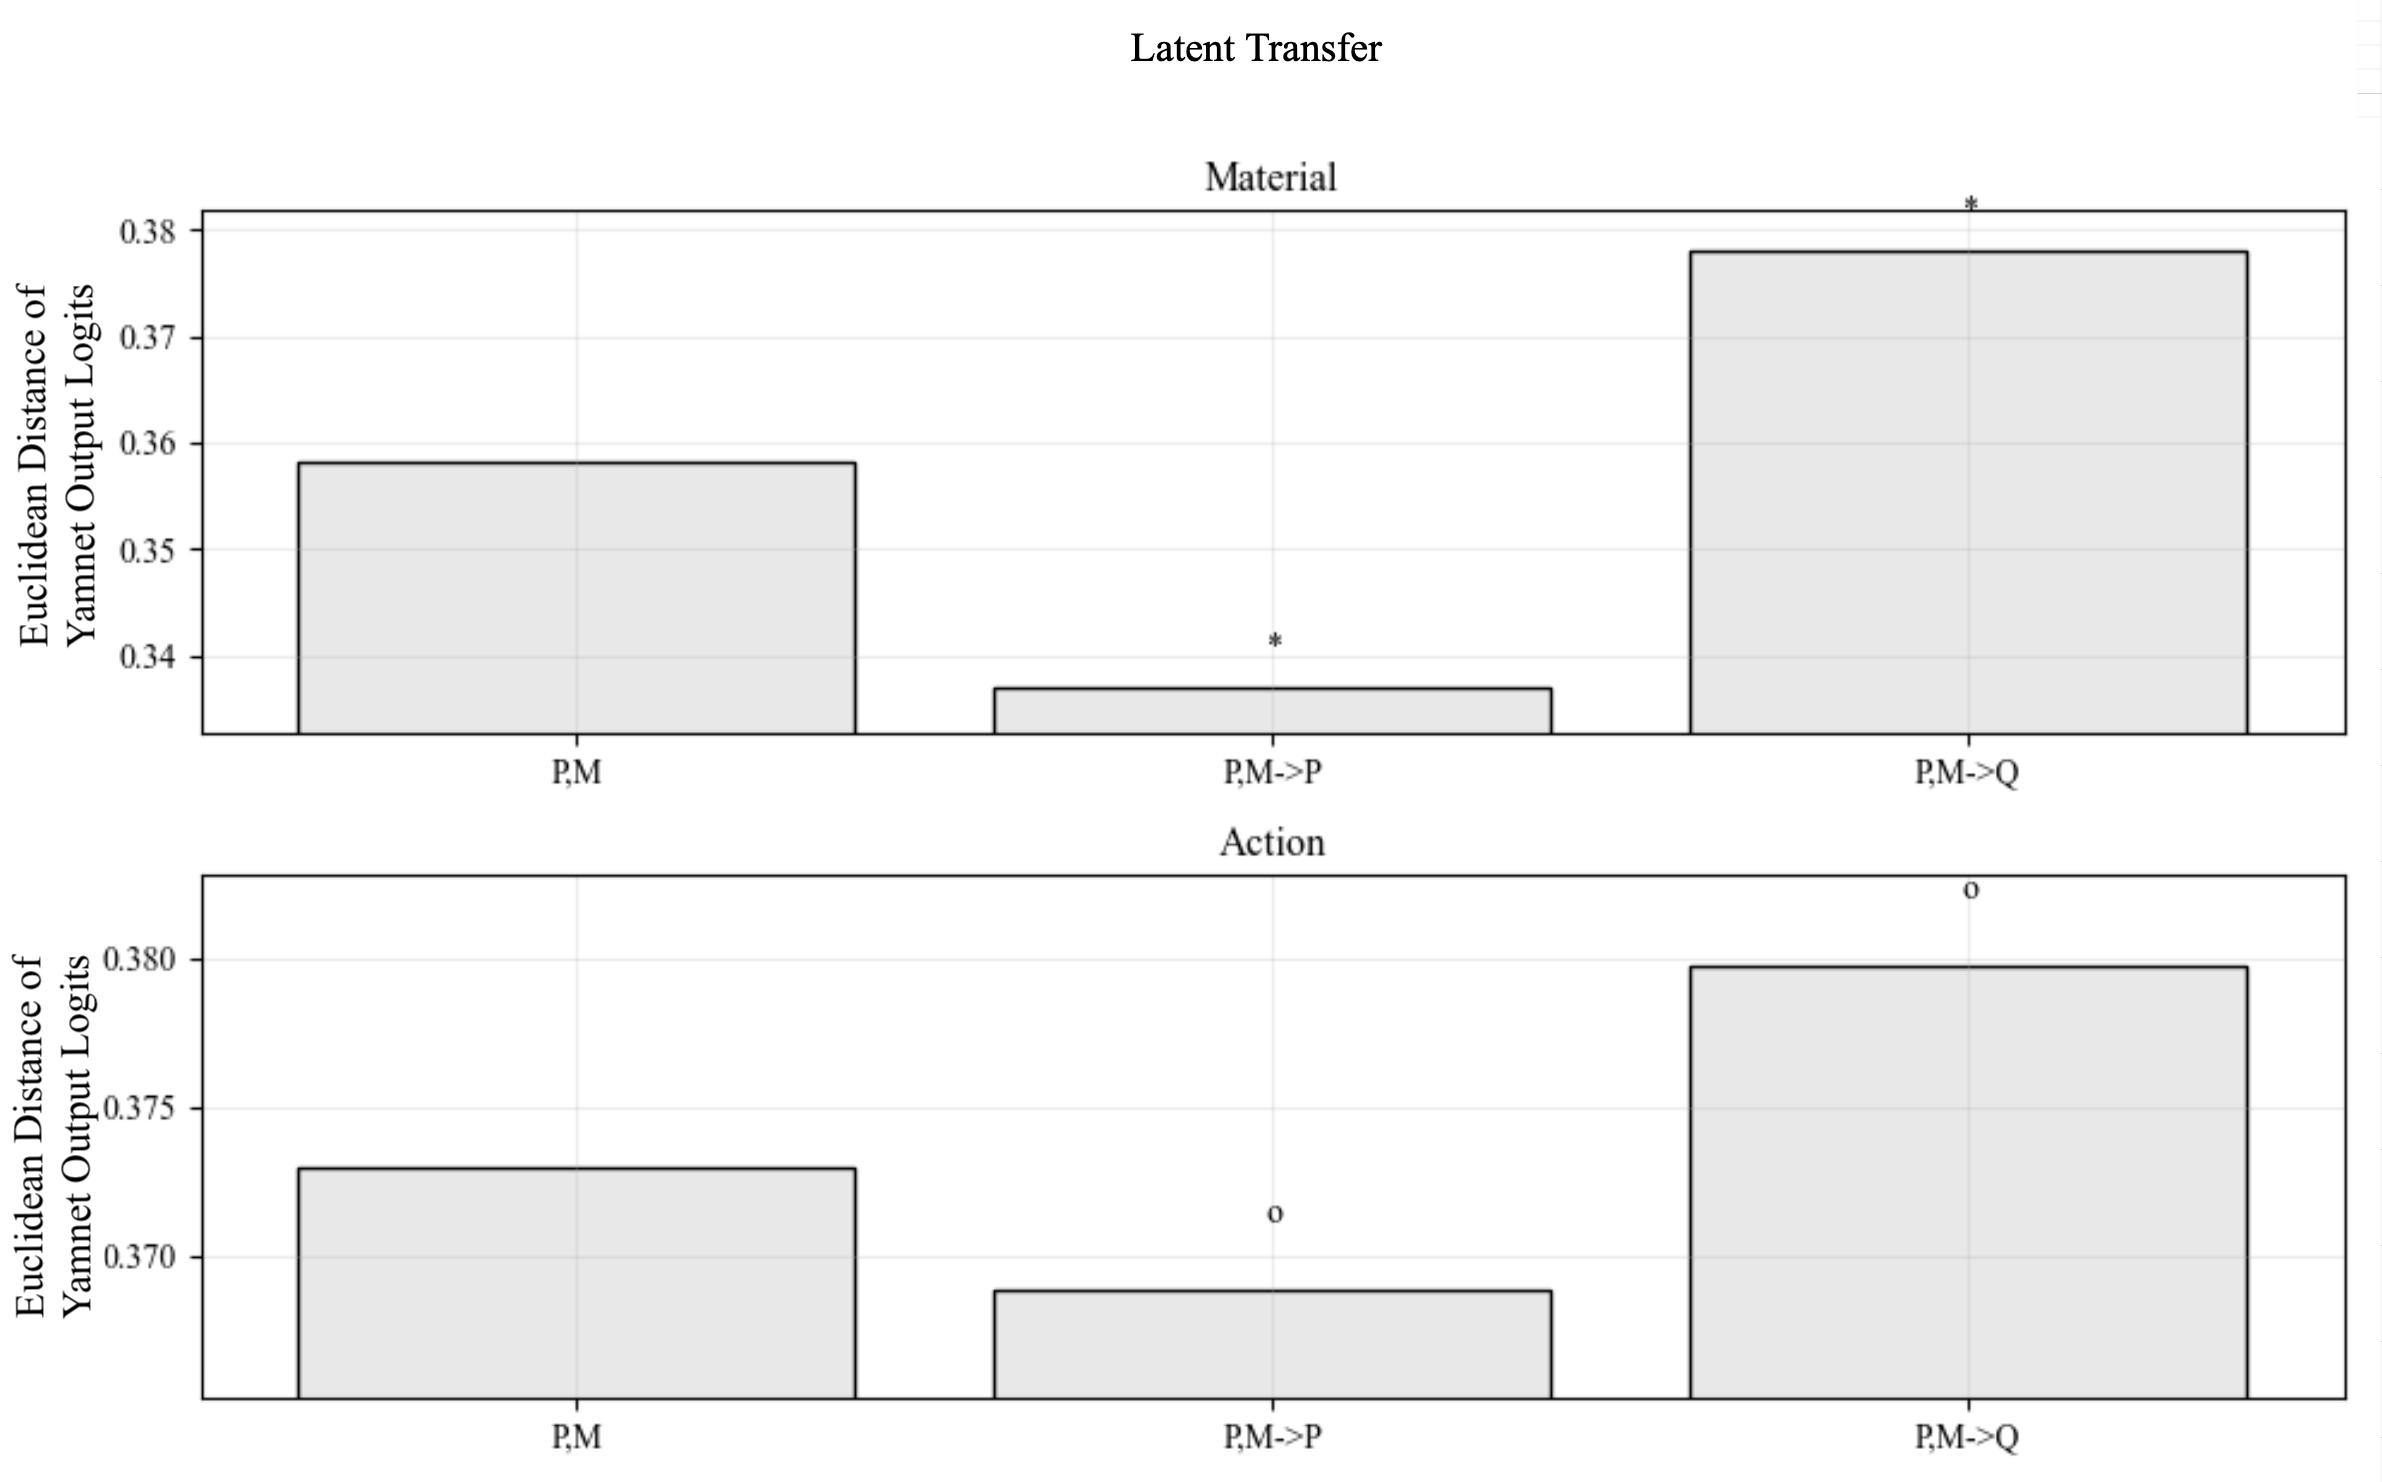 Latent Transfer
Material
*
0.38
0.37
0.36
0.35
0.34
*
Euclidean Distance of
Yamnet Output Logits
P,M
P,M->P
P,M->Q
Action
o
0.380
0.375
0.370
o
Euclidean Distance of
Yamnet Output Logits
P,M
P,M->P
P,M->Q